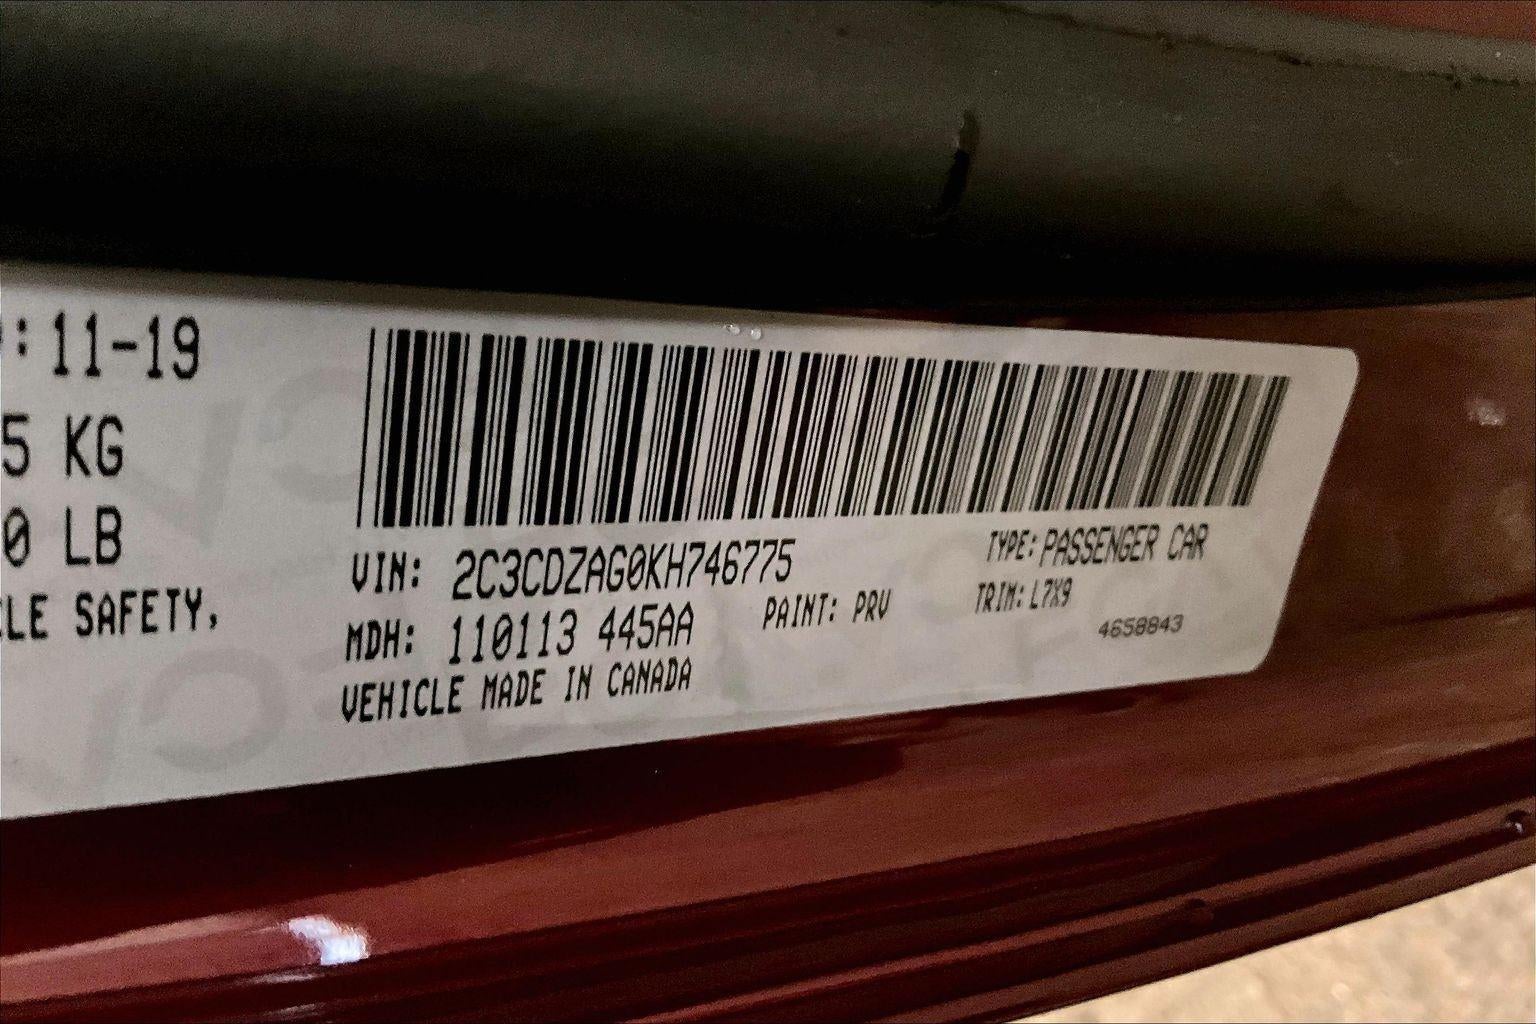 : 11-19
5 KG
0 LB
SAFETY,
VIN: 2C3CDZAG0KH746775
TYPE: PASSENGER CAR
MDH: 110113 445AA
PAINT: PRV
TRIM: L7X9
4658843
VEHICLE MADE IN CANADA